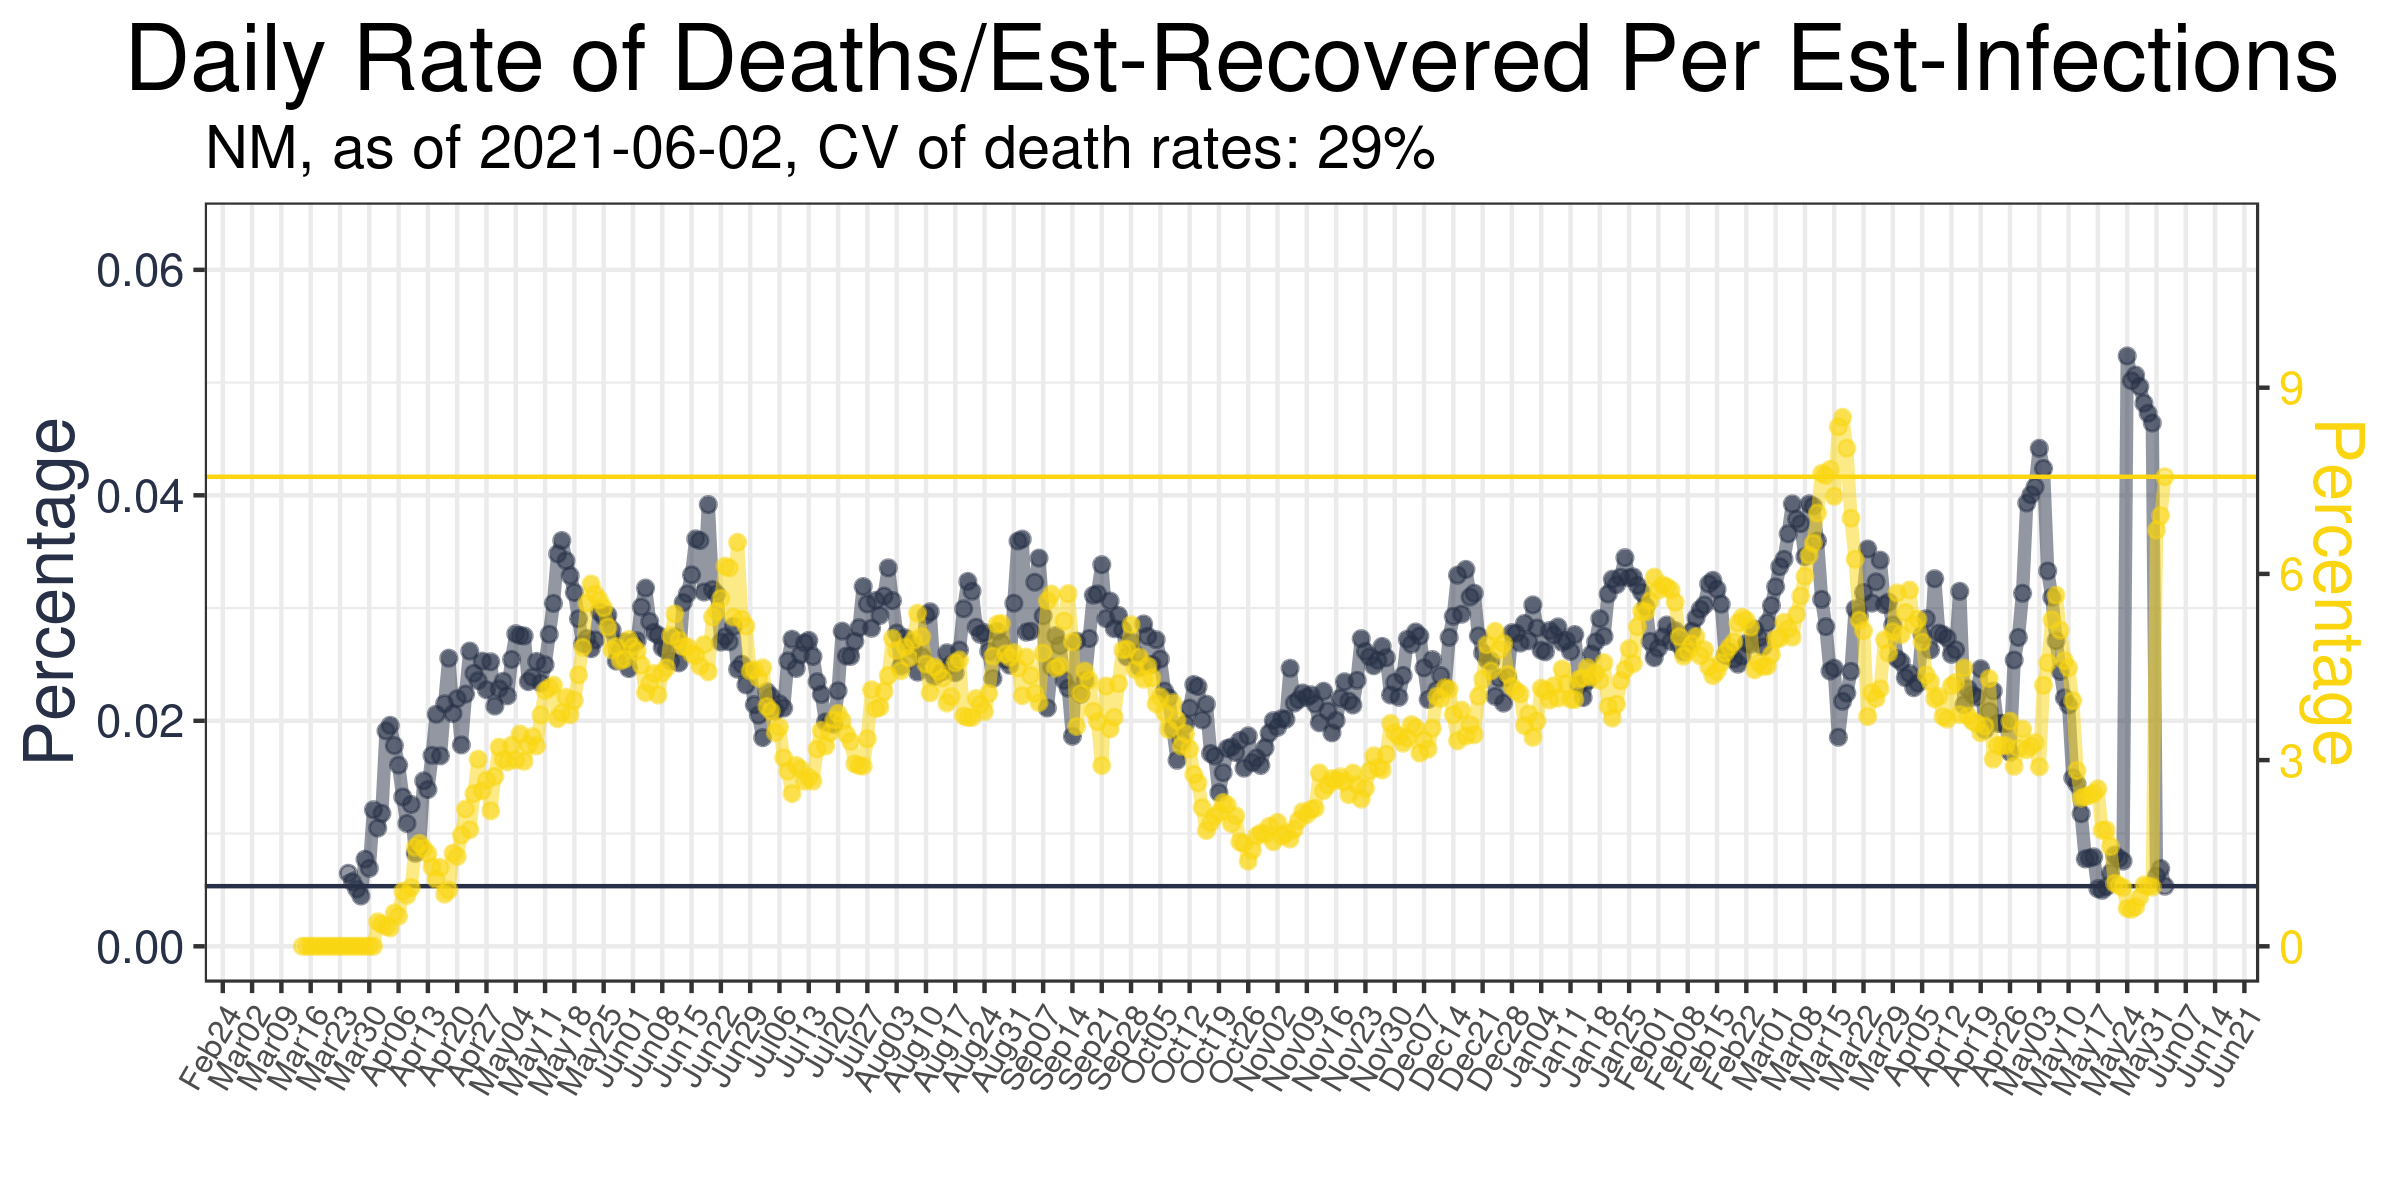 Daily Rate of Deaths/Est-Recovered Per Est-Infections
NM, as of 2021-06-02, CV of death rates: 29%
Percentage
0.06
0.04
0.02
0.00
9
6
3
0
Percentage
Feb24
Mar02
Mar09
Mar16
Mar23
Mar30
Apr06
Apr13
Apr20
Apr27
May04
May11
May18
May25
Jun01
Jun08
Jun15
Jun22
Jun29
Jul06
Jul13
Jul20
Jul27
Aug03
Aug10
Aug17
Aug24
Aug31
Sep07
Sep14
Sep21
Sep28
Oct05
Oct12
Oct19
Oct26
Nov02
Nov09
Nov16
Nov23
Nov30
Dec07
Dec14
Dec21
Dec28
Jan04
Jan11
Jan18
Jan25
Feb01
Feb08
Feb15
Feb22
Mar01
Mar08
Mar15
Mar22
Mar29
Apr05
Apr12
Apr19
Apr26
May03
May10
May17
May24
May31
Jun07
Jun14
Jun21